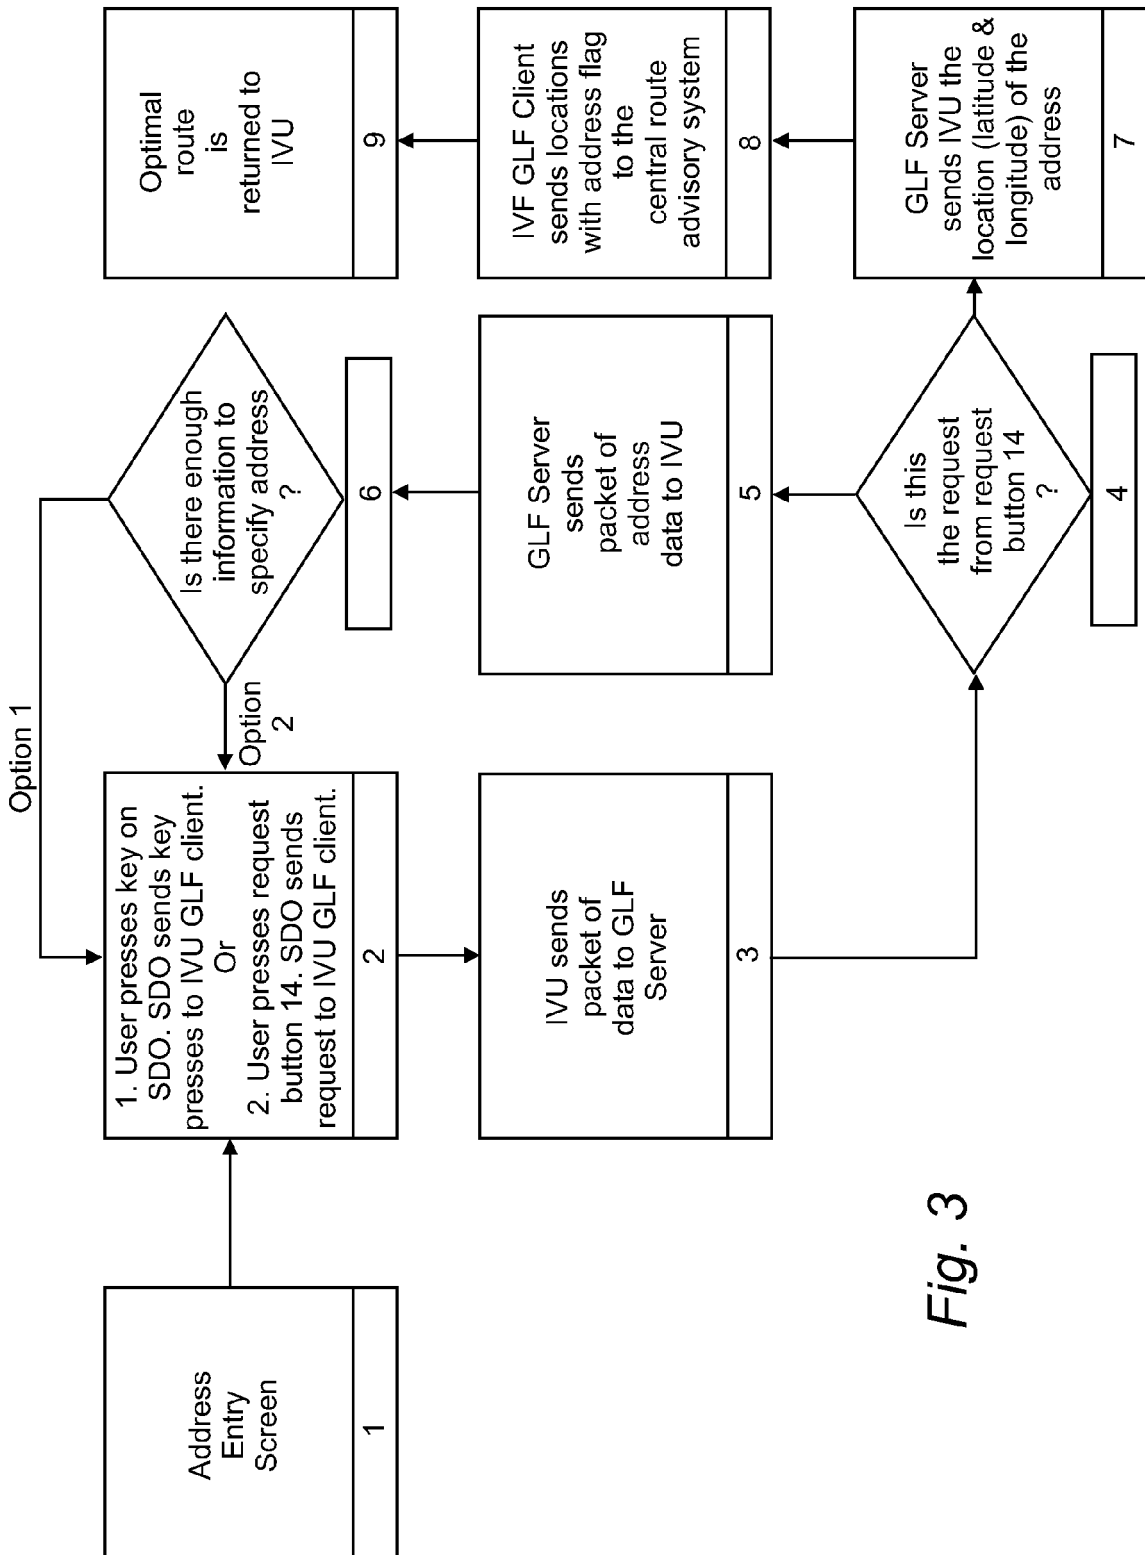 Address
Entry
Screen
1
1. User presses key on
SDO. SDO sends key
presses to IVU GLF client.
Or
2. User presses request
button 14. SDO sends
request to IVU GLF client.
2
Option 1
Option
2
Is there enough
information to
specify address
?
6
Optimal
route
is
returned to
IVU
9
IVU sends
packet of
data to GLF
Server
3
GLF Server
sends
packet of
address
data to IVU
5
IVF GLF Client
sends locations
with address flag
to the
central route
advisory system
8
Is this
the request
from request
button 14
?
4
GLF Server
sends IVU the
location (latitude &
longitude) of the
address
7
Fig. 3